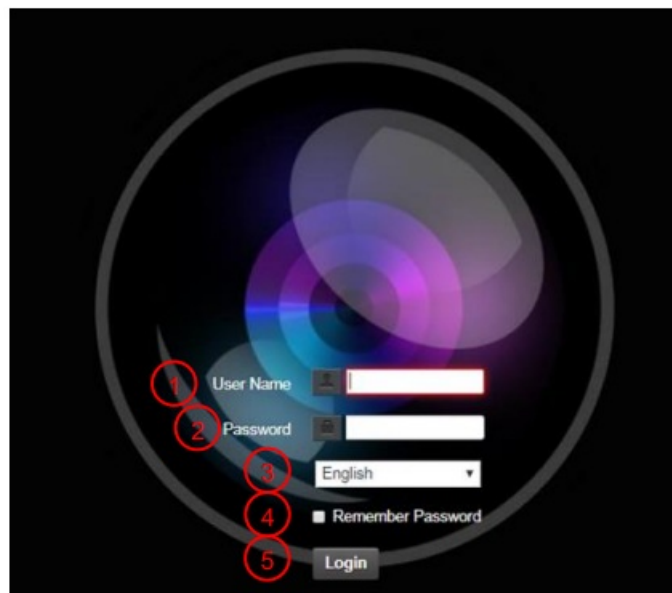 1 User Name
2 Password
3 English
4 Remember Password
5 Login